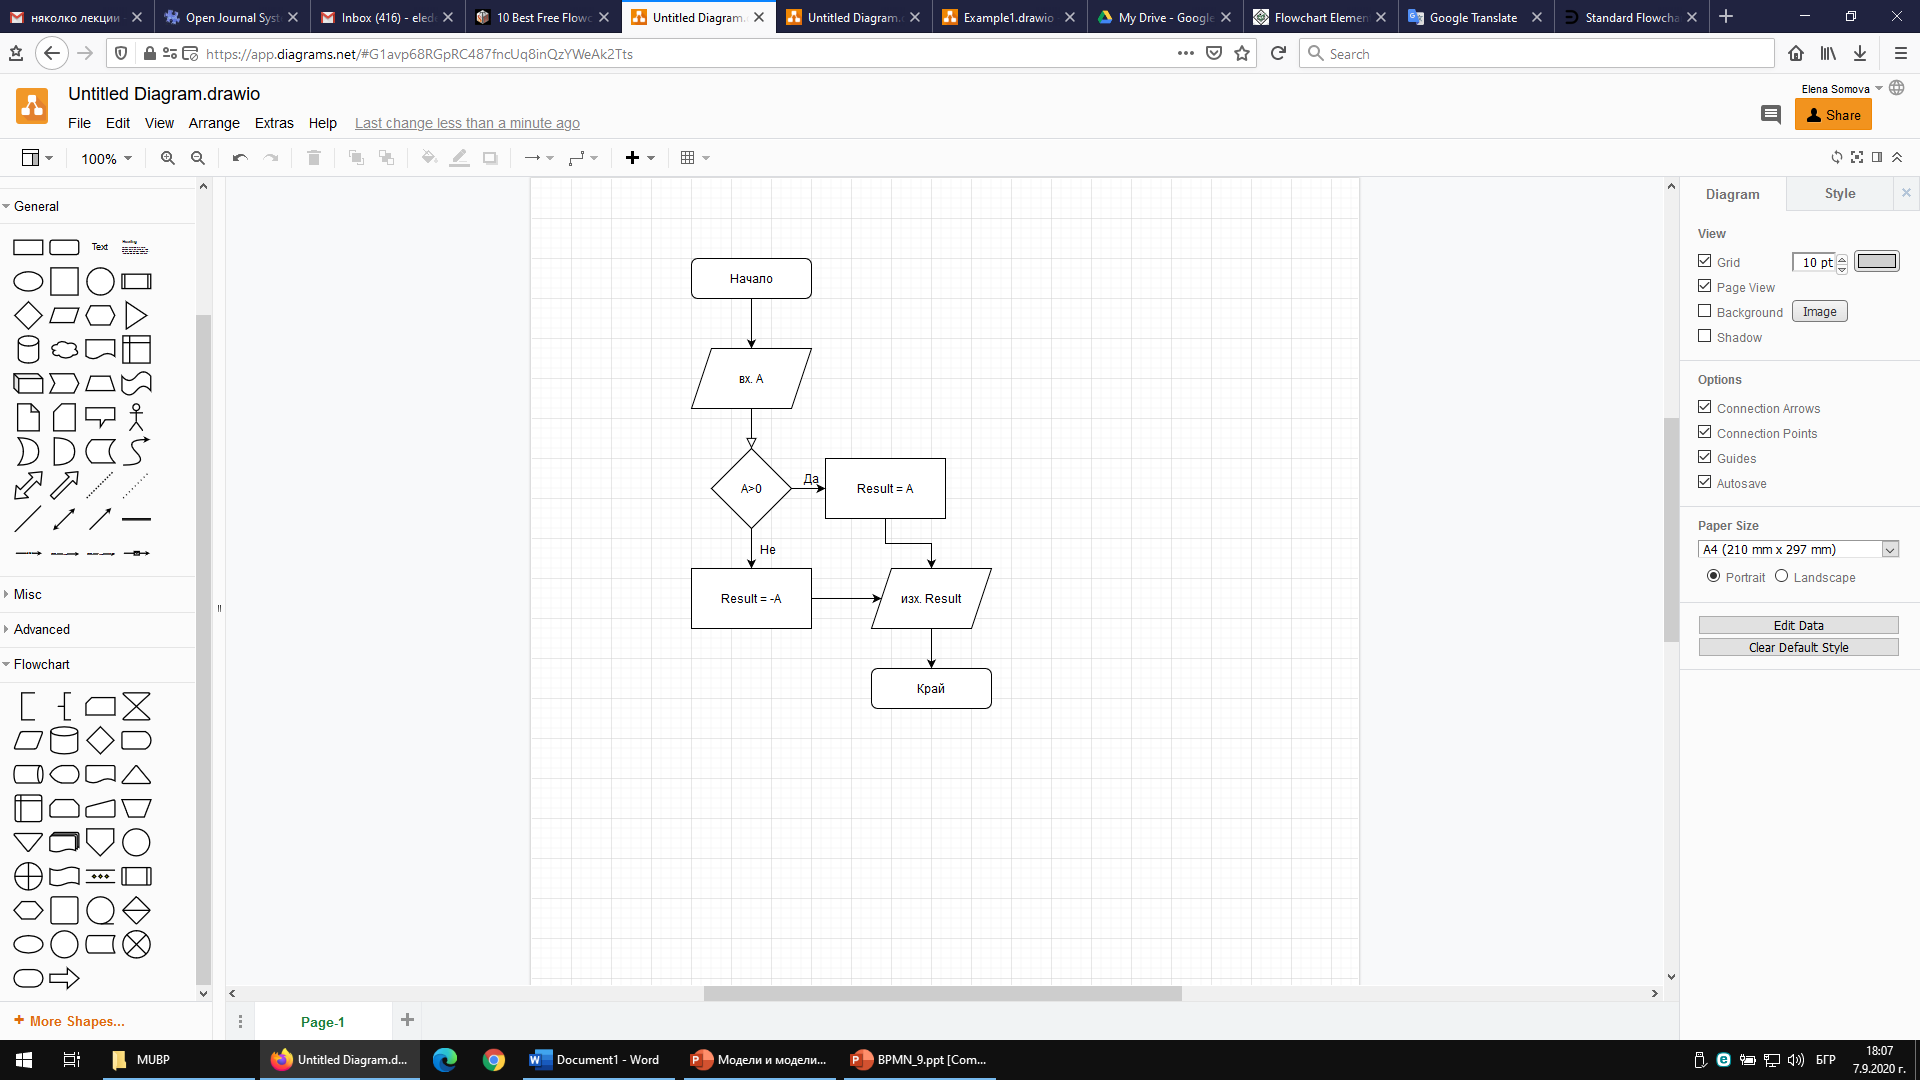 няколко лекции
Open Journal Syst
Inbox (416) - eled
10 Best Free Flowc
Untitled Diagram.
Untitled Diagram.d
Example1.drawio
My Drive - Google
Flowchart Elemen
Google Translate
Standard Flowcha
https://app.diagrams.net/#G1avp68RGpRC487fncUq8inQzYWeAk2Tts
Search
Untitled Diagram.drawio
Elena Somova
File Edit View Arrange Extras Help Last change less than a minute ago
Share
100%
General
Text
Misc
Advanced
Flowchart
More Shapes...
Начало
вх. A
A>0
Да
Result = A
Не
Result = -A
изх. Result
Край
Page-1
Diagram
Style
View
Grid
10 pt
Page View
Background
Image
Shadow
Options
Connection Arrows
Connection Points
Guides
Autosave
Paper Size
A4 (210 mm x 297 mm)
Portrait
Landscape
Edit Data
Clear Default Style
MUBP
Untitled Diagram.d...
Document1 - Word
Модели и модели...
BPMN_9.ppt [Com...
БГР
18:07
7.9.2020 г.